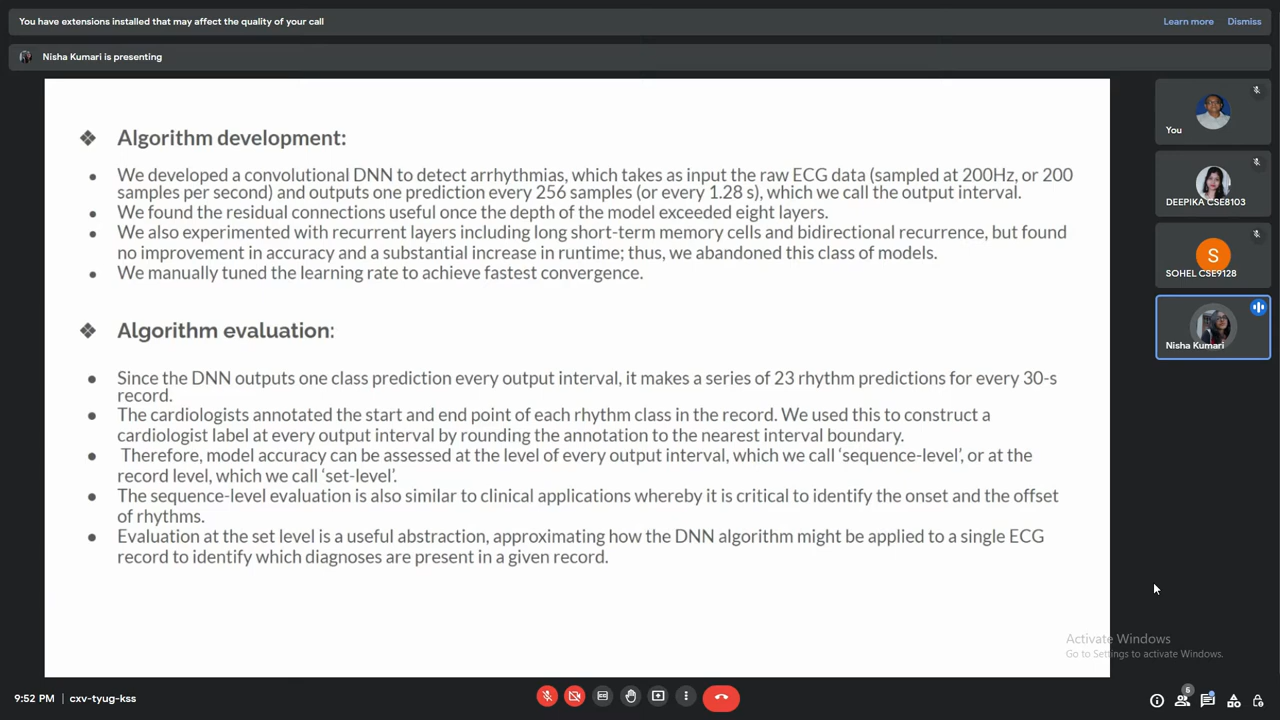 You have extensions installed that may affect the quality of your call
Learn more
Dismiss
Nisha Kumari is presenting
❖ Algorithm development:
● We developed a convolutional DNN to detect arrhythmias, which takes as input the raw ECG data (sampled at 200Hz, or 200
samples per second) and outputs one prediction every 256 samples (or every 1.28 s), which we call the output interval.
● We found the residual connections useful once the depth of the model exceeded eight layers.
● We also experimented with recurrent layers including long short-term memory cells and bidirectional recurrence, but found
no improvement in accuracy and a substantial increase in runtime; thus, we abandoned this class of models.
● We manually tuned the learning rate to achieve fastest convergence.
❖ Algorithm evaluation:
● Since the DNN outputs one class prediction every output interval, it makes a series of 23 rhythm predictions for every 30-s
record.
● The cardiologists annotated the start and end point of each rhythm class in the record. We used this to construct a
cardiologist label at every output interval by rounding the annotation to the nearest interval boundary.
● Therefore, model accuracy can be assessed at the level of every output interval, which we call ‘sequence-level’, or at the
record level, which we call ‘set-level’.
● The sequence-level evaluation is also similar to clinical applications whereby it is critical to identify the onset and the offset
of rhythms.
● Evaluation at the set level is a useful abstraction, approximating how the DNN algorithm might be applied to a single ECG
record to identify which diagnoses are present in a given record.
You
DEEPIKA CSE8103
S
SOHEL CSE9128
Nisha Kumari
Activate Windows
Go to Settings to activate Windows.
9:52 PM | cxv-tyug-kss
6